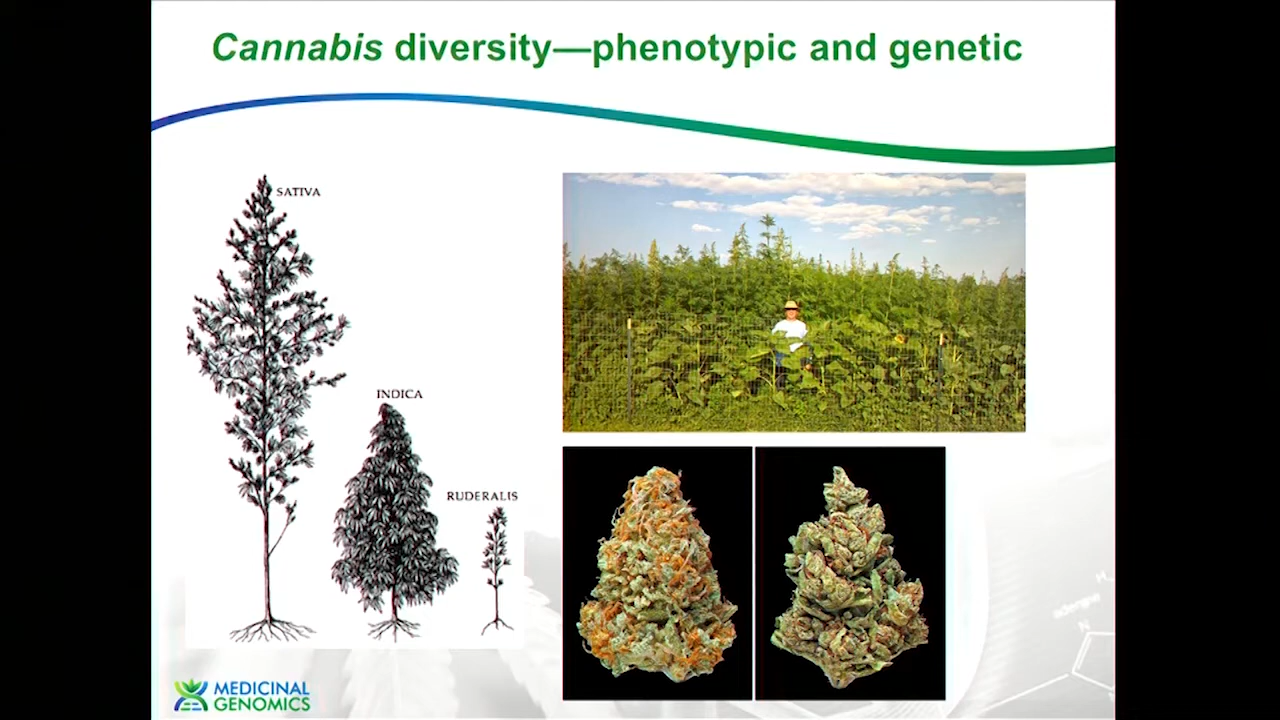 Cannabis diversity—phenotypic and genetic
SATIVA
INDICA
RUDERALIS
MEDICINAL
GENOMICS